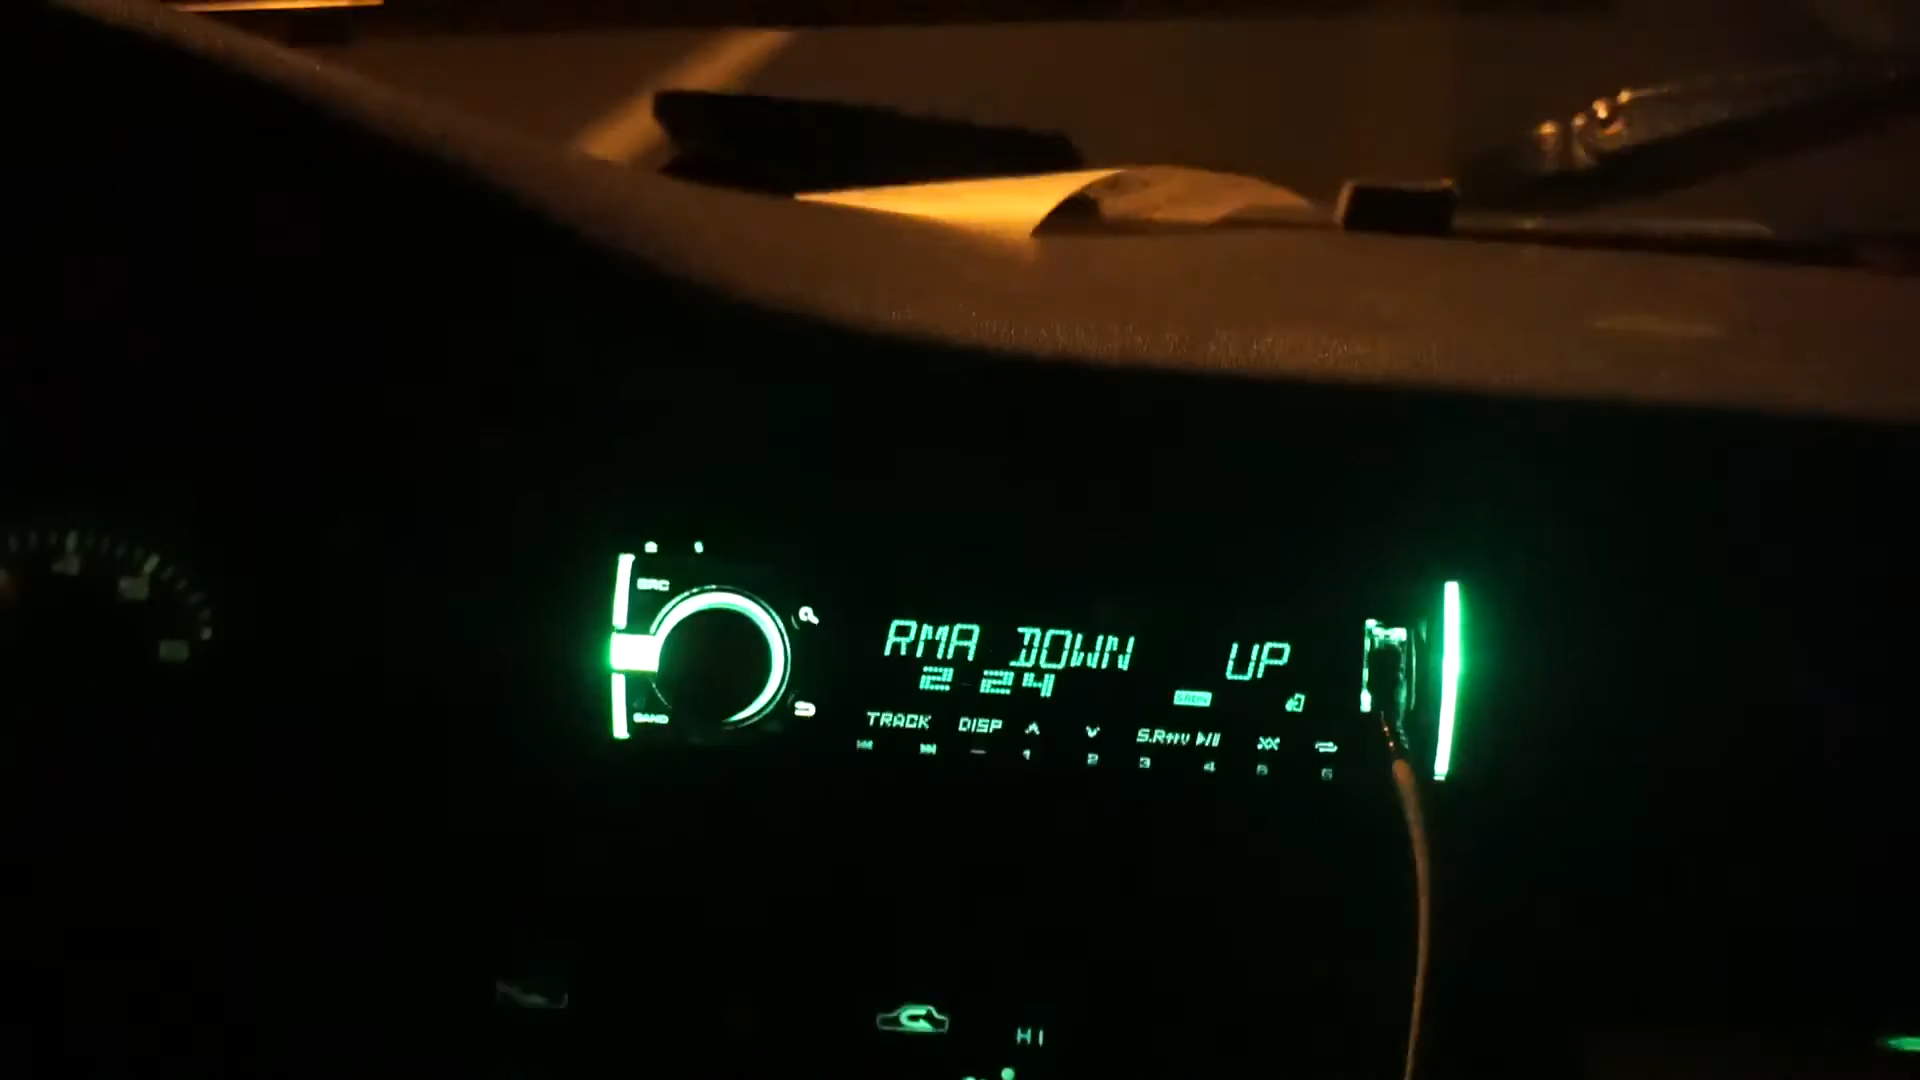 SRC
RMA DOWN UP
2 24
BAND
TRACK DISP S.Rtrv
1 2 3 4 5 6
HI